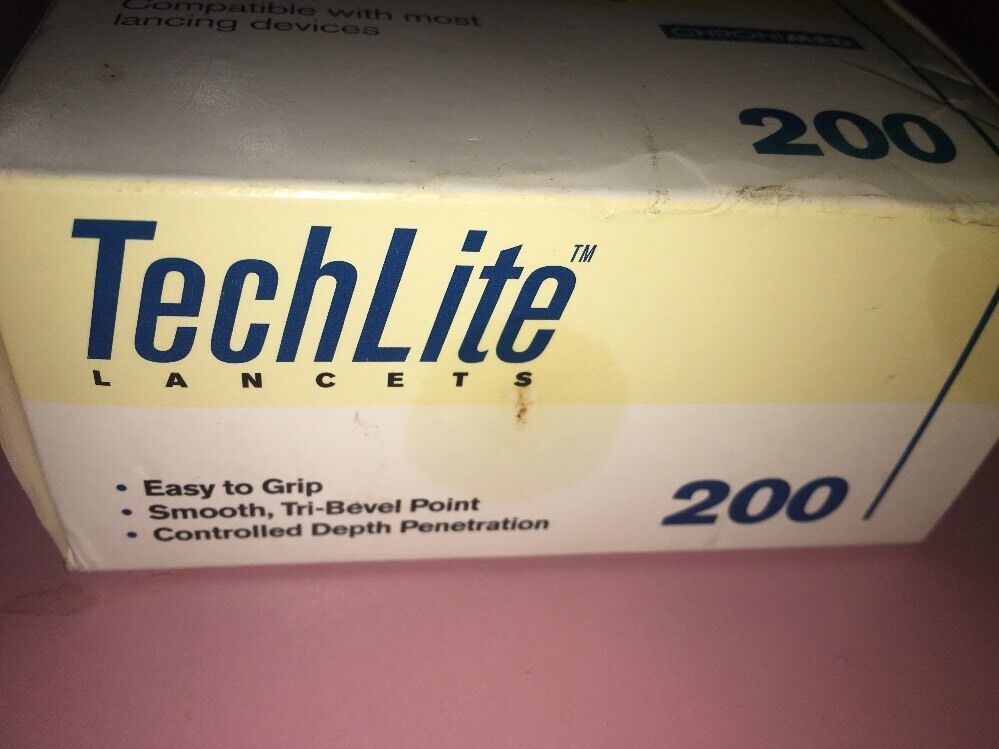 Compatible with most
lancing devices
CHRONIMED
200
TechLite™
LANCETS
• Easy to Grip
• Smooth, Tri-Bevel Point
• Controlled Depth Penetration
200